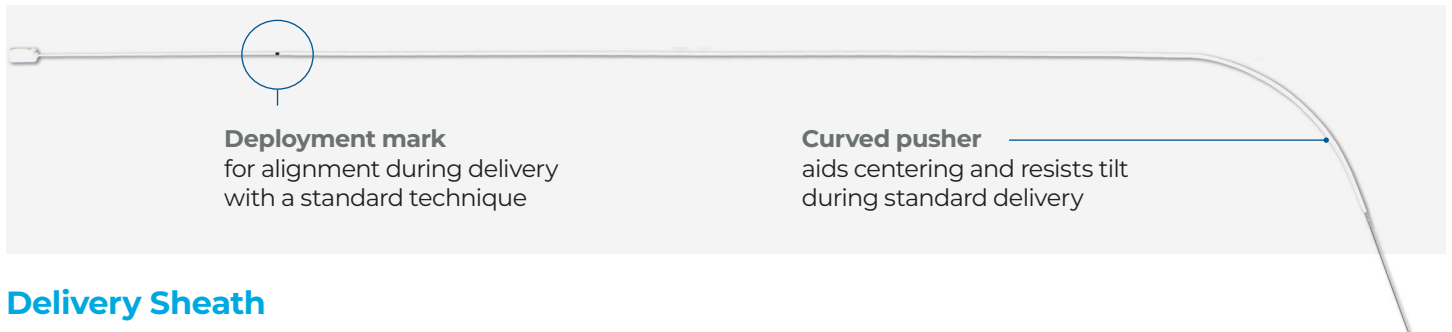 Deployment mark
for alignment during delivery
with a standard technique
Curved pusher
aids centering and resists tilt
during standard delivery
Delivery Sheath